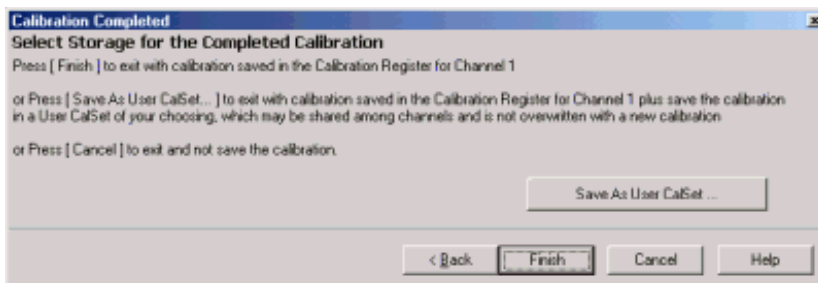 Calibration Completed
Select Storage for the Completed Calibration
Press [ Finish ] to exit with calibration saved in the Calibration Register for Channel 1
or Press [ Save As User CalSet... ] to exit with calibration saved in the Calibration Register for Channel 1 plus save the calibration
in a User CalSet of your choosing, which may be shared among channels and is not overwritten with a new calibration
or Press [ Cancel ] to exit and not save the calibration.
Save As User CalSet ...
< Back Finish Cancel Help